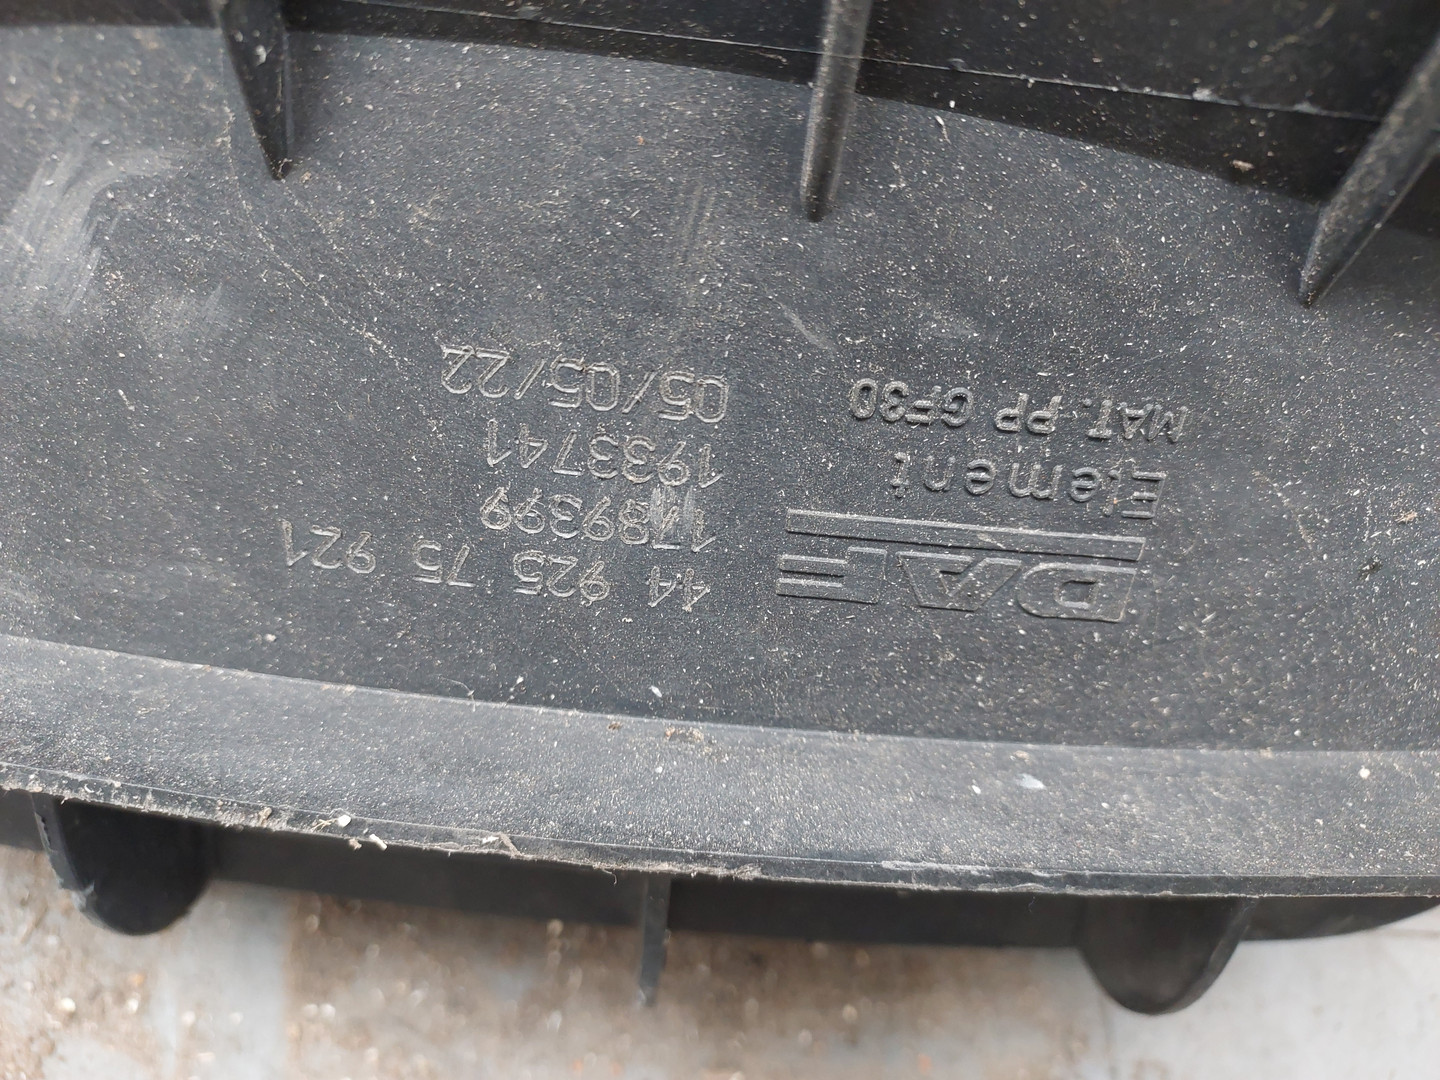 DAF
Element
MAT. PP GF30
44 925 75 921
1789399
1933741
05/05/22